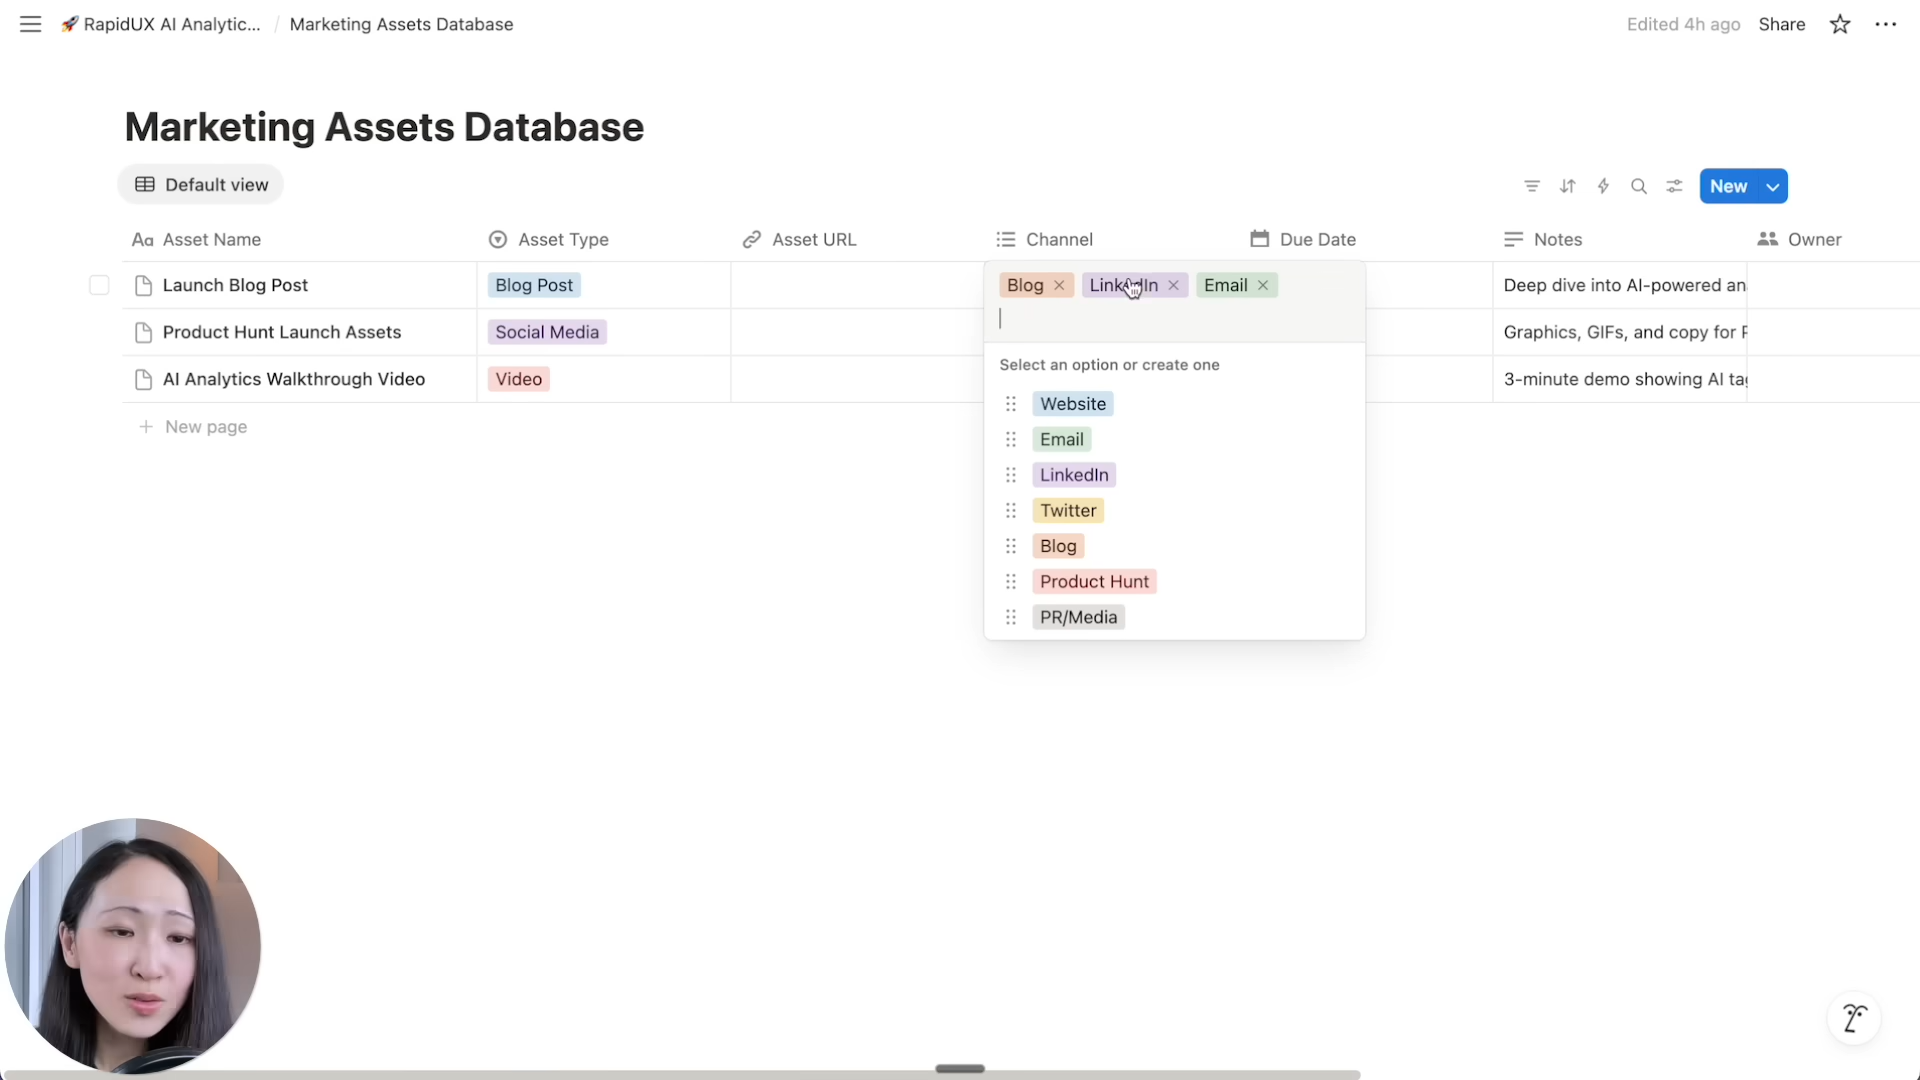 🚀 RapidUX AI Analytic... / Marketing Assets Database Edited 4h ago Share
Marketing Assets Database
Default view New
Aa Asset Name Asset Type Asset URL Channel Due Date Notes Owner
Launch Blog Post Blog Post Blog × LinkedIn × Email × Deep dive into AI-powered an
Product Hunt Launch Assets Social Media Graphics, GIFs, and copy for
AI Analytics Walkthrough Video Video 3-minute demo showing AI
+ New page
Select an option or create one
Website
Email
LinkedIn
Twitter
Blog
Product Hunt
PR/Media